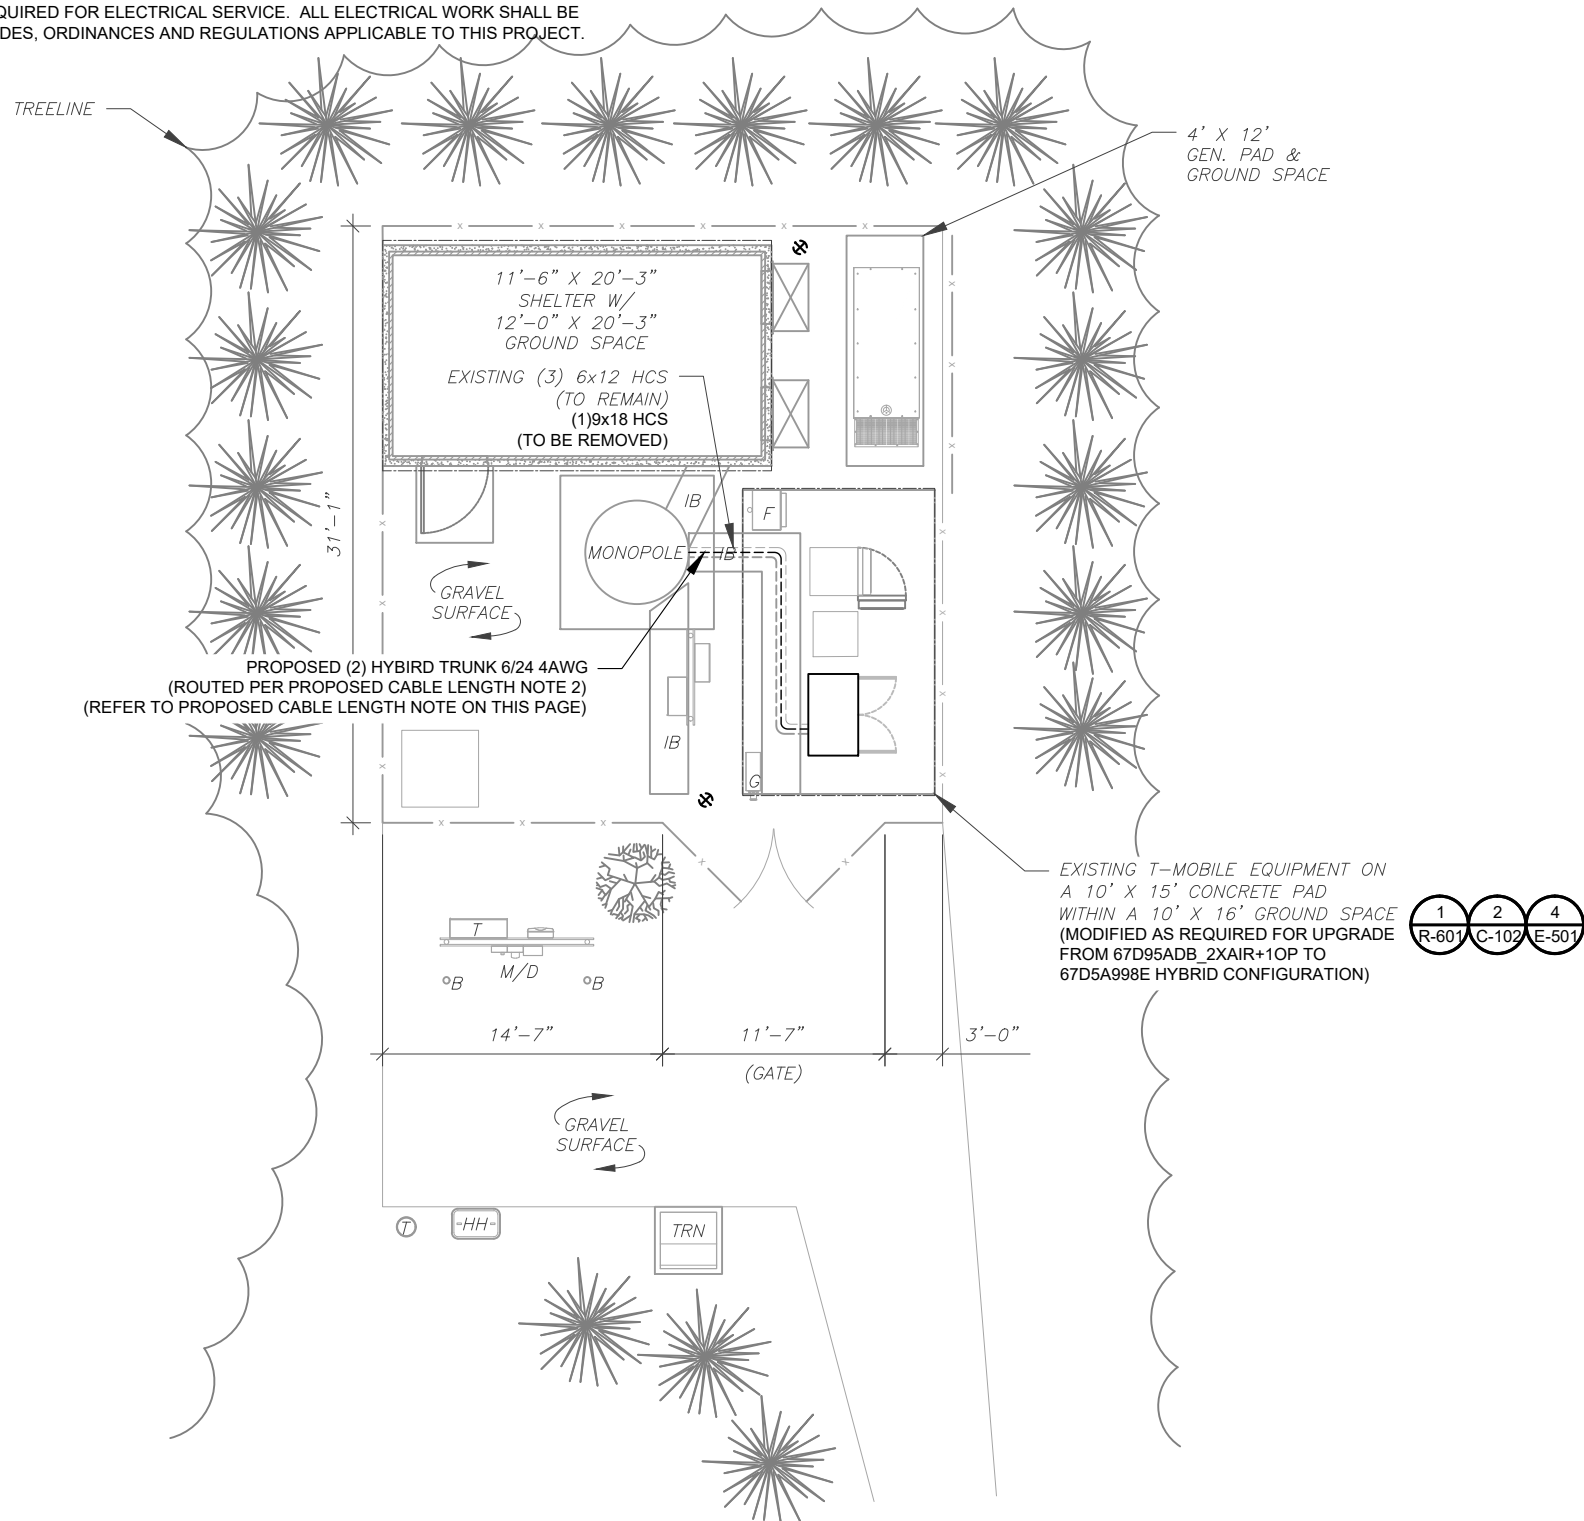 QUIRED FOR ELECTRICAL SERVICE. ALL ELECTRICAL WORK SHALL BE
DES, ORDINANCES AND REGULATIONS APPLICABLE TO THIS PROJECT.
TREELINE
4' X 12'
GEN. PAD &
GROUND SPACE
11'-6" X 20'-3"
SHELTER W/
12'-0" X 20'-3"
GROUND SPACE
EXISTING (3) 6x12 HCS
(TO REMAIN)
(1)9x18 HCS
(TO BE REMOVED)
31'-1"
IB
F
MONOPOLE
IB
GRAVEL
SURFACE
PROPOSED (2) HYBIRD TRUNK 6/24 4AWG
(ROUTED PER PROPOSED CABLE LENGTH NOTE 2)
(REFER TO PROPOSED CABLE LENGTH NOTE ON THIS PAGE)
IB
G
EXISTING T-MOBILE EQUIPMENT ON
A 10' X 15' CONCRETE PAD
WITHIN A 10' X 16' GROUND SPACE
(MODIFIED AS REQUIRED FOR UPGRADE
FROM 67D95ADB_2XAIR+1OP TO
67D5A998E HYBRID CONFIGURATION)
1
R-601
2
C-102
4
E-501
T
M/D
B
B
14'-7"
11'-7"
3'-0"
(GATE)
GRAVEL
SURFACE
T
HH
TRN